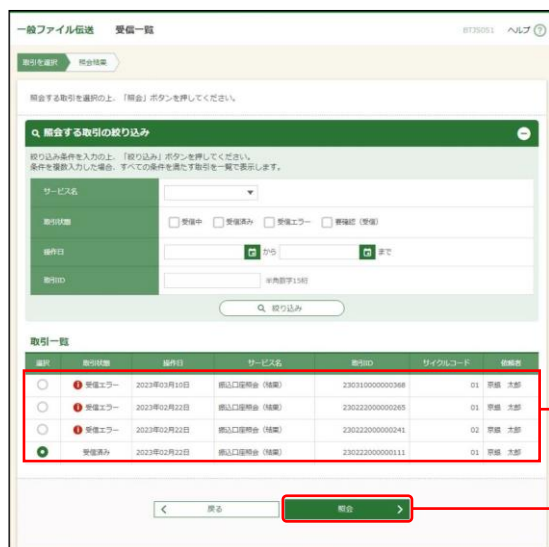 一般ファイル伝送 受信一覧 BTJS051 ヘルプ ?
取引を選択 照会結果
照会する取引を選択の上、「照会」ボタンを押してください。
照会する取引の絞り込み
絞り込み条件を入力の上、「絞り込み」ボタンを押してください。
条件を複数入力した場合、すべての条件を満たす取引を一覧で表示します。
サービス名
取引状態 受信中 受信済み 受信エラー 要確認（受信）
操作日 から まで
取引ID 半角数字15桁
絞り込み
取引一覧
選択 取引状態 操作日 サービス名 取引ID サイクルコード 依頼者
受信エラー 2023年03月10日 振込口座照会（結果） 230310000000368 01 京銀 太郎
受信エラー 2023年02月22日 振込口座照会（結果） 230222000000265 01 京銀 太郎
受信エラー 2023年02月22日 振込口座照会（結果） 230222000000241 02 京銀 太郎
受信済み 2023年02月22日 振込口座照会（結果） 230222000000111 01 京銀 太郎
戻る 照会